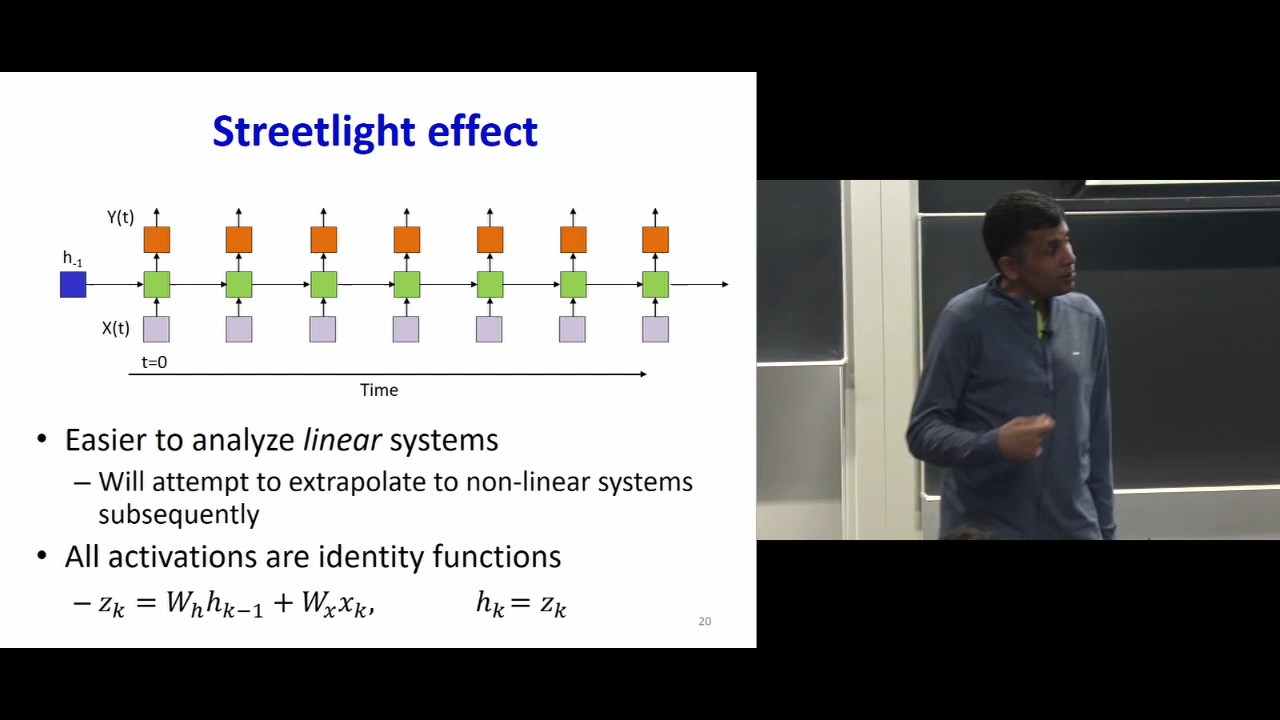 Streetlight effect
Y(t)
h-1
X(t)
t=0
Time
• Easier to analyze linear systems
– Will attempt to extrapolate to non-linear systems
subsequently
• All activations are identity functions
– z_k = W_h h_{k−1} + W_x x_k, h_k = z_k
20